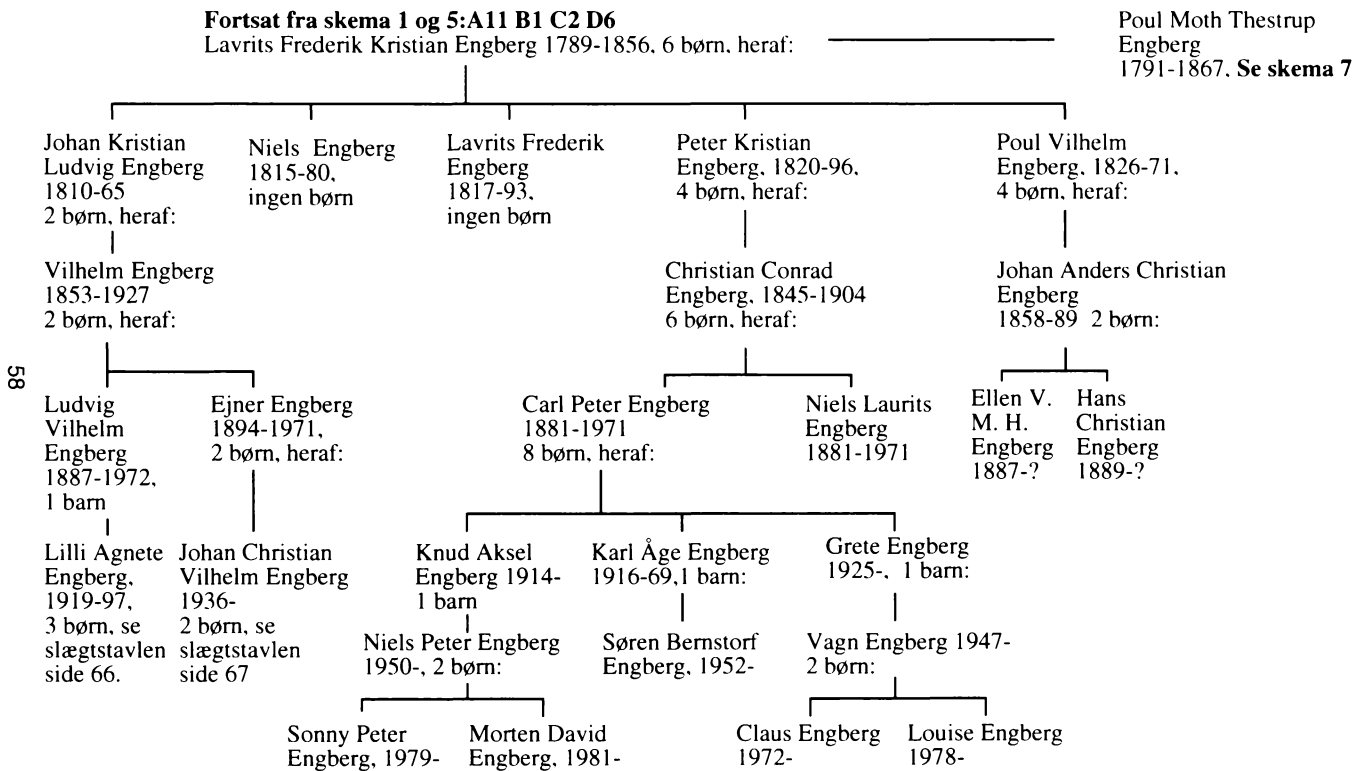 Fortsat fra skema 1 og 5:A11 B1 C2 D6
Lavrits Frederik Kristian Engberg 1789-1856, 6 børn, heraf:
Poul Moth Thestrup
Engberg
1791-1867, Se skema 7
Johan Kristian
Ludvig Engberg
1810-65
2 børn, heraf:
Niels Engberg
1815-80,
ingen børn
Lavrits Frederik
Engberg
1817-93,
ingen børn
Peter Kristian
Engberg, 1820-96,
4 børn, heraf:
Poul Vilhelm
Engberg, 1826-71,
4 børn, heraf:
Vilhelm Engberg
1853-1927
2 børn, heraf:
Christian Conrad
Engberg, 1845-1904
6 børn, heraf:
Johan Anders Christian
Engberg
1858-89 2 børn:
58
Ludvig
Vilhelm
Engberg
1887-1972,
1 barn
Ejner Engberg
1894-1971,
2 børn, heraf:
Carl Peter Engberg
1881-1971
8 børn, heraf:
Niels Laurits
Engberg
1881-1971
Ellen V.
M. H.
Engberg
1887-?
Hans
Christian
Engberg
1889-?
Lilli Agnete
Engberg,
1919-97,
3 børn, se
slægtstavlen
side 66.
Johan Christian
Vilhelm Engberg
1936-
2 børn, se
slægtstavlen
side 67
Knud Aksel
Engberg 1914-
1 barn
Karl Åge Engberg
1916-69,1 barn:
Grete Engberg
1925-, 1 barn:
Niels Peter Engberg
1950-, 2 børn:
Søren Bernstorf
Engberg, 1952-
Vagn Engberg 1947-
2 børn:
Sonny Peter
Engberg, 1979-
Morten David
Engberg, 1981-
Claus Engberg
1972-
Louise Engberg
1978-